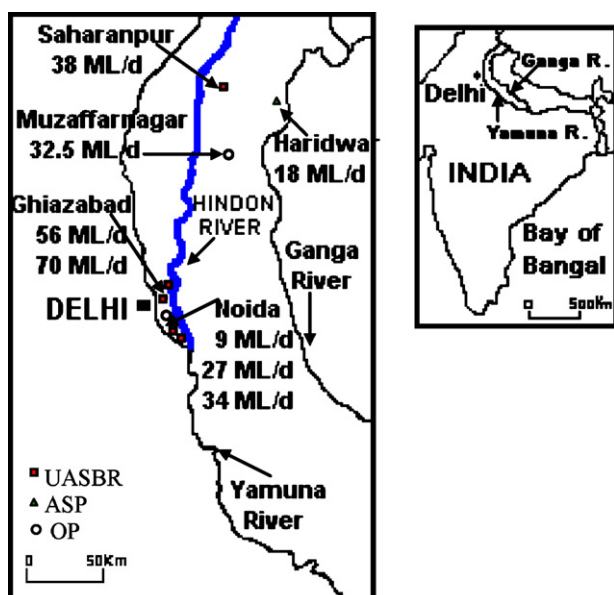 Saharanpur
38 ML/d
Muzaffarnagar
32.5 ML/d
Haridwar
18 ML/d
Ghiazabad
56 ML/d
70 ML/d
HINDON
RIVER
Ganga
River
DELHI
Noida
9 ML/d
27 ML/d
34 ML/d
Yamuna
River
UASBR
ASP
OP
0 50Km
Ganga R.
Delhi
Yamuna R.
INDIA
Bay of
Bangal
0 500Km